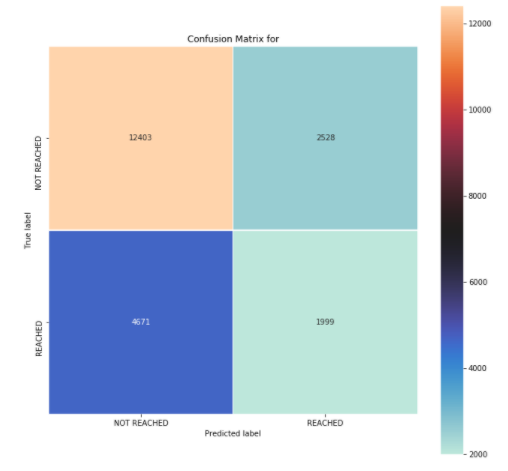 Confusion Matrix for
12000
10000
8000
6000
4000
2000
True label
NOT REACHED
REACHED
12403
2528
4671
1999
NOT REACHED
REACHED
Predicted label